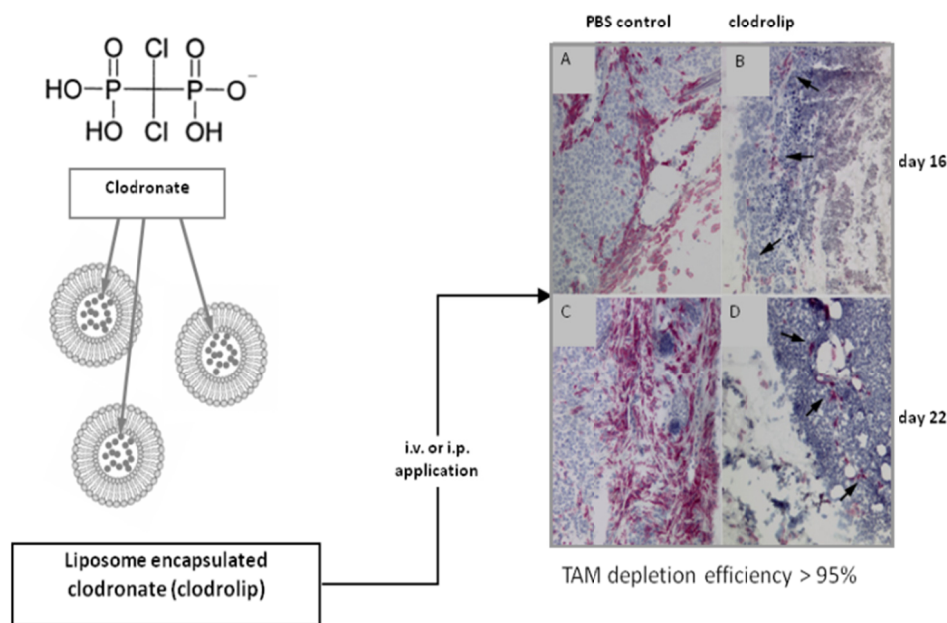 PBS control
clodrolip
O Cl O
HO P P O −
HO Cl OH
Clodronate
A
B
day 16
C
D
day 22
i.v. or i.p.
application
Liposome encapsulated
clodronate (clodrolip)
TAM depletion efficiency > 95%